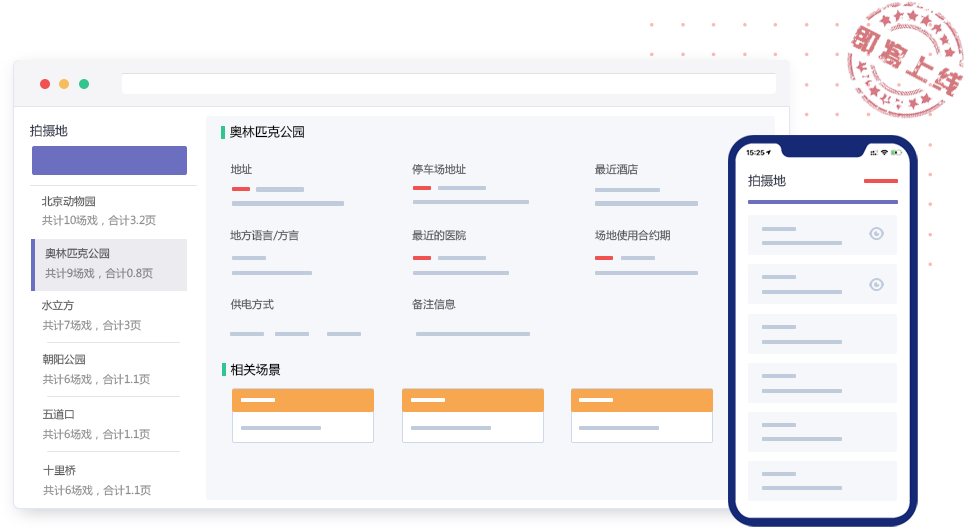 即将上线
拍摄地
北京动物园
共计10场戏，合计3.2页
奥林匹克公园
共计9场戏，合计0.8页
水立方
共计7场戏，合计3页
朝阳公园
共计6场戏，合计1.1页
五道口
共计6场戏，合计1.1页
十里桥
共计6场戏，合计1.1页
奥林匹克公园
地址
停车场地址
最近酒店
地方语言/方言
最近的医院
场地使用合约期
供电方式
备注信息
相关场景
15:25
拍摄地